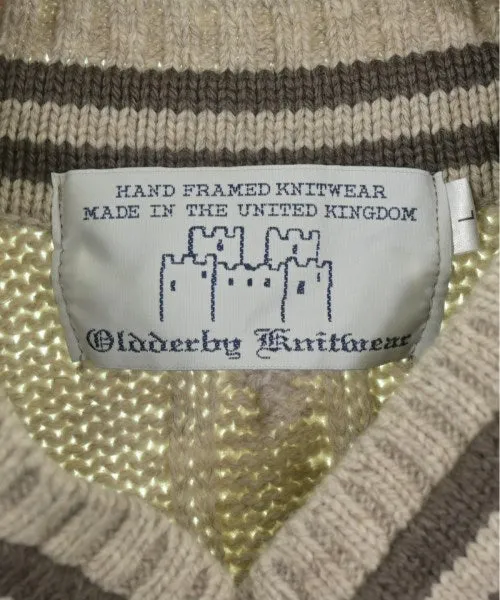 HAND FRAMED KNITWEAR
MADE IN THE UNITED KINGDOM
Oldderby Knitwear
L